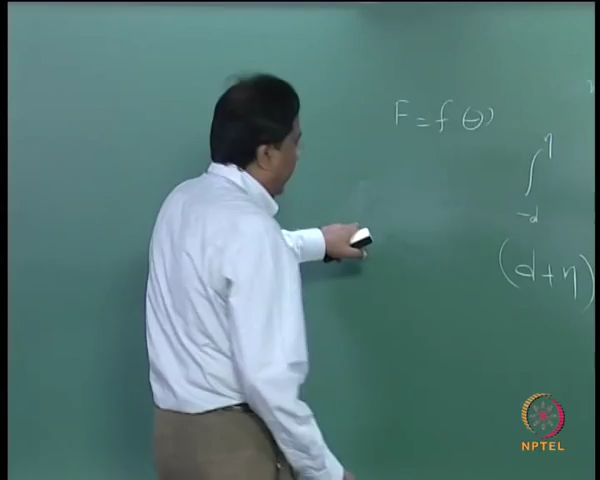 F = f(θ)
∫
η
-d
(d+η)
NPTEL